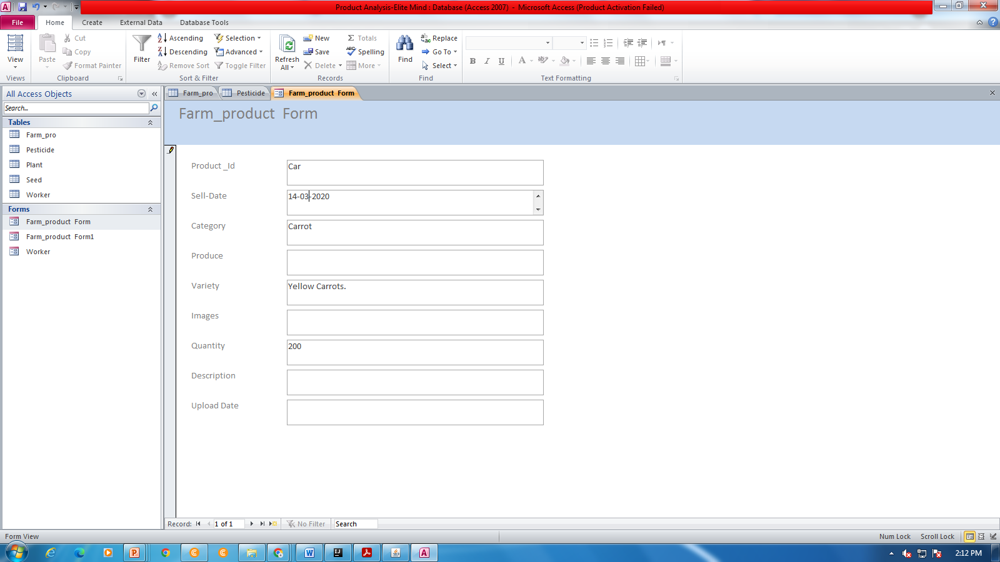 Product Analysis-Elite Mind : Database (Access 2007) - Microsoft Access (Product Activation Failed)
File Home Create External Data Database Tools
View
Views
Paste
Cut
Copy
Format Painter
Clipboard
Filter
Ascending
Descending
Remove Sort
Selection
Advanced
Toggle Filter
Sort & Filter
Refresh All
New
Save
Delete
Totals
Spelling
More
Records
Find
Replace
Go To
Select
Find
B I U A
Text Formatting
All Access Objects
Search...
Tables
Farm_pro
Pesticide
Plant
Seed
Worker
Forms
Farm_product Form
Farm_product Form1
Worker
Farm_pro Pesticide Farm_product Form
Farm_product Form
Product _Id Car
Sell-Date 14-03-2020
Category Carrot
Produce
Variety Yellow Carrots.
Images
Quantity 200
Description
Upload Date
Record: 1 of 1 No Filter Search
Form View Num Lock Scroll Lock
2:12 PM